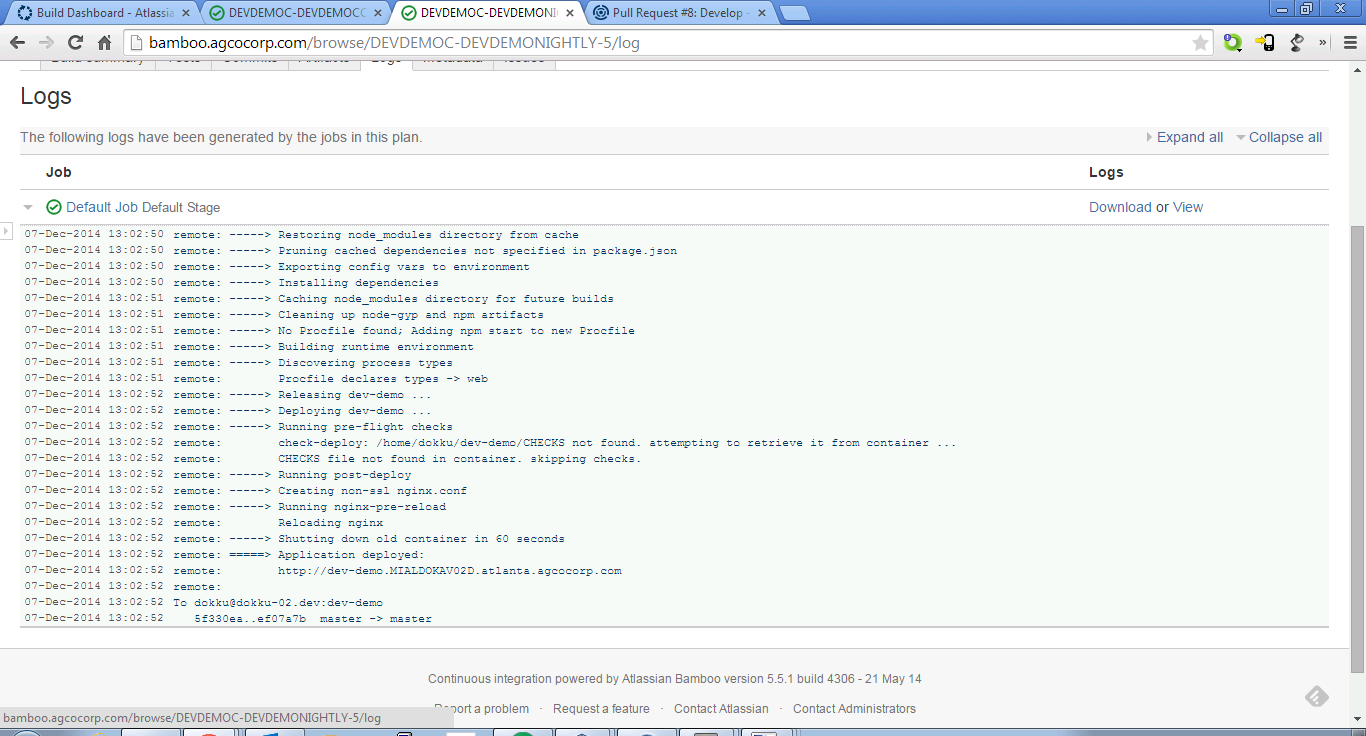 Build Dashboard - Atlassia
DEVDEMOC-DEVDEMOCC
DEVDEMOC-DEVDEMONI
Pull Request #8: Develop -
bamboo.agcocorp.com/browse/DEVDEMOC-DEVDEMONIGHTLY-5/log
Build summary Tests Commits Artifacts Logs Metadata Issues
Logs
The following logs have been generated by the jobs in this plan.
Expand all Collapse all
Job Logs
Default Job Default Stage Download or View
07-Dec-2014 13:02:50 remote: -----> Restoring node_modules directory from cache
07-Dec-2014 13:02:50 remote: -----> Pruning cached dependencies not specified in package.json
07-Dec-2014 13:02:50 remote: -----> Exporting config vars to environment
07-Dec-2014 13:02:50 remote: -----> Installing dependencies
07-Dec-2014 13:02:51 remote: -----> Caching node_modules directory for future builds
07-Dec-2014 13:02:51 remote: -----> Cleaning up node-gyp and npm artifacts
07-Dec-2014 13:02:51 remote: -----> No Procfile found; Adding npm start to new Procfile
07-Dec-2014 13:02:51 remote: -----> Building runtime environment
07-Dec-2014 13:02:51 remote: -----> Discovering process types
07-Dec-2014 13:02:51 remote: Procfile declares types -> web
07-Dec-2014 13:02:52 remote: -----> Releasing dev-demo ...
07-Dec-2014 13:02:52 remote: -----> Deploying dev-demo ...
07-Dec-2014 13:02:52 remote: -----> Running pre-flight checks
07-Dec-2014 13:02:52 remote: check-deploy: /home/dokku/dev-demo/CHECKS not found. attempting to retrieve it from container ...
07-Dec-2014 13:02:52 remote: CHECKS file not found in container. skipping checks.
07-Dec-2014 13:02:52 remote: -----> Running post-deploy
07-Dec-2014 13:02:52 remote: -----> Creating non-ssl nginx.conf
07-Dec-2014 13:02:52 remote: -----> Running nginx-pre-reload
07-Dec-2014 13:02:52 remote: Reloading nginx
07-Dec-2014 13:02:52 remote: -----> Shutting down old container in 60 seconds
07-Dec-2014 13:02:52 remote: =====> Application deployed:
07-Dec-2014 13:02:52 remote: http://dev-demo.MIALDOKAV02D.atlanta.agcocorp.com
07-Dec-2014 13:02:52 remote:
07-Dec-2014 13:02:52 To dokku@dokku-02.dev:dev-demo
07-Dec-2014 13:02:52 5f330ea..ef07a7b master -> master
Continuous integration powered by Atlassian Bamboo version 5.5.1 build 4306 - 21 May 14
Report a problem · Request a feature · Contact Atlassian · Contact Administrators
bamboo.agcocorp.com/browse/DEVDEMOC-DEVDEMONIGHTLY-5/log